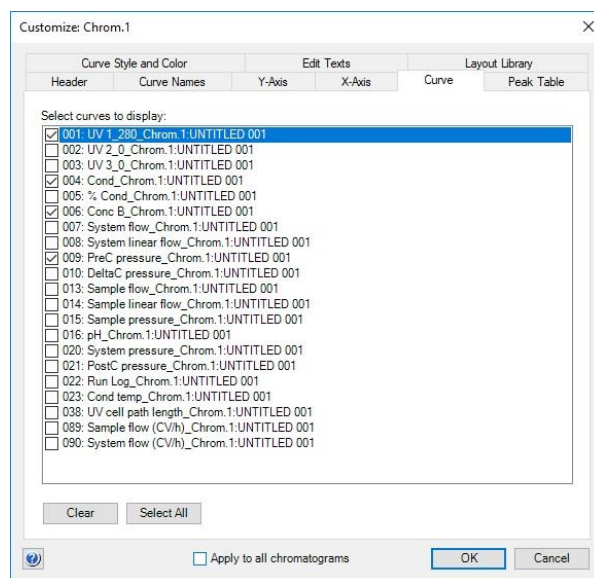 Customize: Chrom.1
Curve Style and Color Edit Texts Layout Library
Header Curve Names Y-Axis X-Axis Curve Peak Table
Select curves to display:
001: UV 1_280_Chrom.1:UNTITLED 001
002: UV 2_0_Chrom.1:UNTITLED 001
003: UV 3_0_Chrom.1:UNTITLED 001
004: Cond_Chrom.1:UNTITLED 001
005: % Cond_Chrom.1:UNTITLED 001
006: Conc B_Chrom.1:UNTITLED 001
007: System flow_Chrom.1:UNTITLED 001
008: System linear flow_Chrom.1:UNTITLED 001
009: PreC pressure_Chrom.1:UNTITLED 001
010: DeltaC pressure_Chrom.1:UNTITLED 001
013: Sample flow_Chrom.1:UNTITLED 001
014: Sample linear flow_Chrom.1:UNTITLED 001
015: Sample pressure_Chrom.1:UNTITLED 001
016: pH_Chrom.1:UNTITLED 001
020: System pressure_Chrom.1:UNTITLED 001
021: PostC pressure_Chrom.1:UNTITLED 001
022: Run Log_Chrom.1:UNTITLED 001
023: Cond temp_Chrom.1:UNTITLED 001
038: UV cell path length_Chrom.1:UNTITLED 001
089: Sample flow (CV/h)_Chrom.1:UNTITLED 001
090: System flow (CV/h)_Chrom.1:UNTITLED 001
Clear Select All
? Apply to all chromatograms OK Cancel